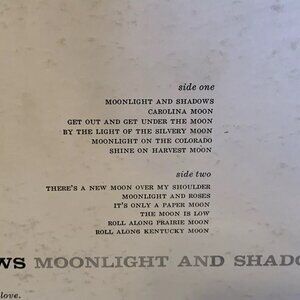 side one
MOONLIGHT AND SHADOWS
CAROLINA MOON
GET OUT AND GET UNDER THE MOON
BY THE LIGHT OF THE SILVERY MOON
MOONLIGHT ON THE COLORADO
SHINE ON HARVEST MOON
side two
THERE'S A NEW MOON OVER MY SHOULDER
MOONLIGHT AND ROSES
IT'S ONLY A PAPER MOON
THE MOON IS LOW
ROLL ALONG PRAIRIE MOON
ROLL ALONG KENTUCKY MOON
WS MOONLIGHT AND SHADO
love.